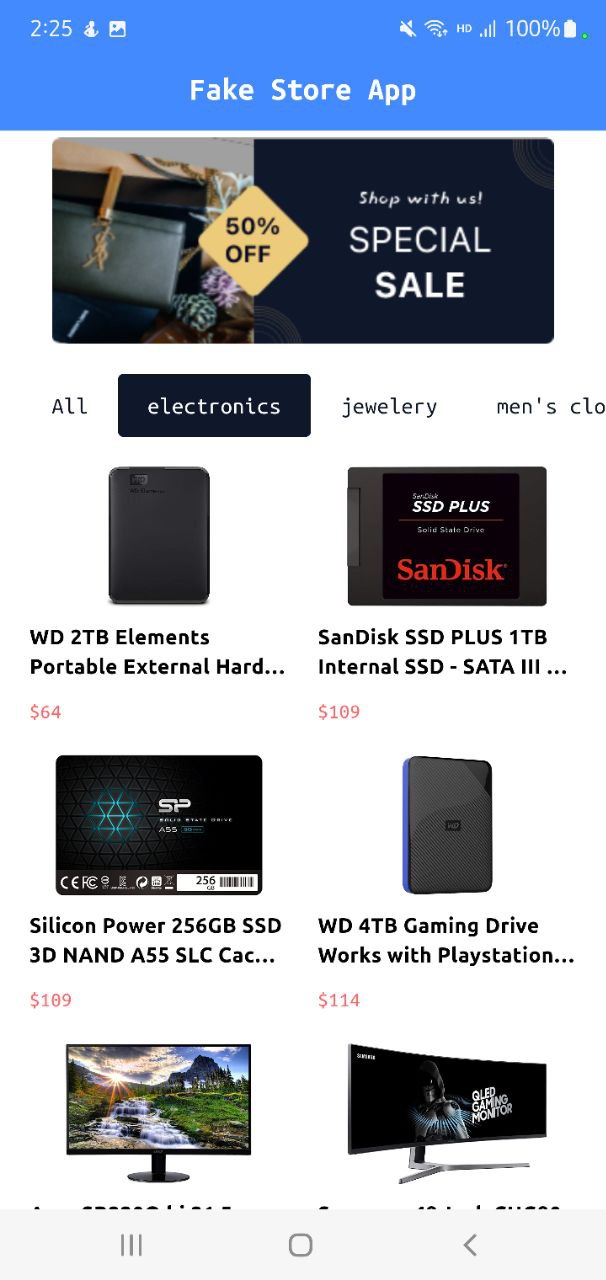 2:25
HD
100%
Fake Store App
Shop with us!
50%
OFF
SPECIAL
SALE
All
electronics
jewelery
men's clo
WD
SanDisk
SSD PLUS
Solid State Drive
SanDisk
WD 2TB Elements
Portable External Hard...
SanDisk SSD PLUS 1TB
Internal SSD - SATA III ...
$64
$109
SP
SOLID STATE DRIVE
A55
256
GB
WD
Silicon Power 256GB SSD
3D NAND A55 SLC Cac...
WD 4TB Gaming Drive
Works with Playstation...
$109
$114
SAMSUNG
QLED
GAMING
MONITOR